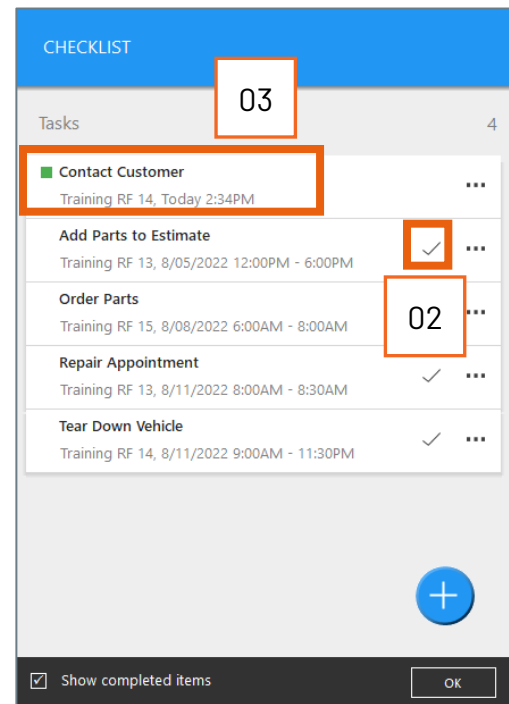 CHECKLIST
03
Tasks 4
Contact Customer
Training RF 14, Today 2:34PM
Add Parts to Estimate
Training RF 13, 8/05/2022 12:00PM - 6:00PM
Order Parts
Training RF 15, 8/08/2022 6:00AM - 8:00AM
02
Repair Appointment
Training RF 13, 8/11/2022 8:00AM - 8:30AM
Tear Down Vehicle
Training RF 14, 8/11/2022 9:00AM - 11:30PM
Show completed items OK